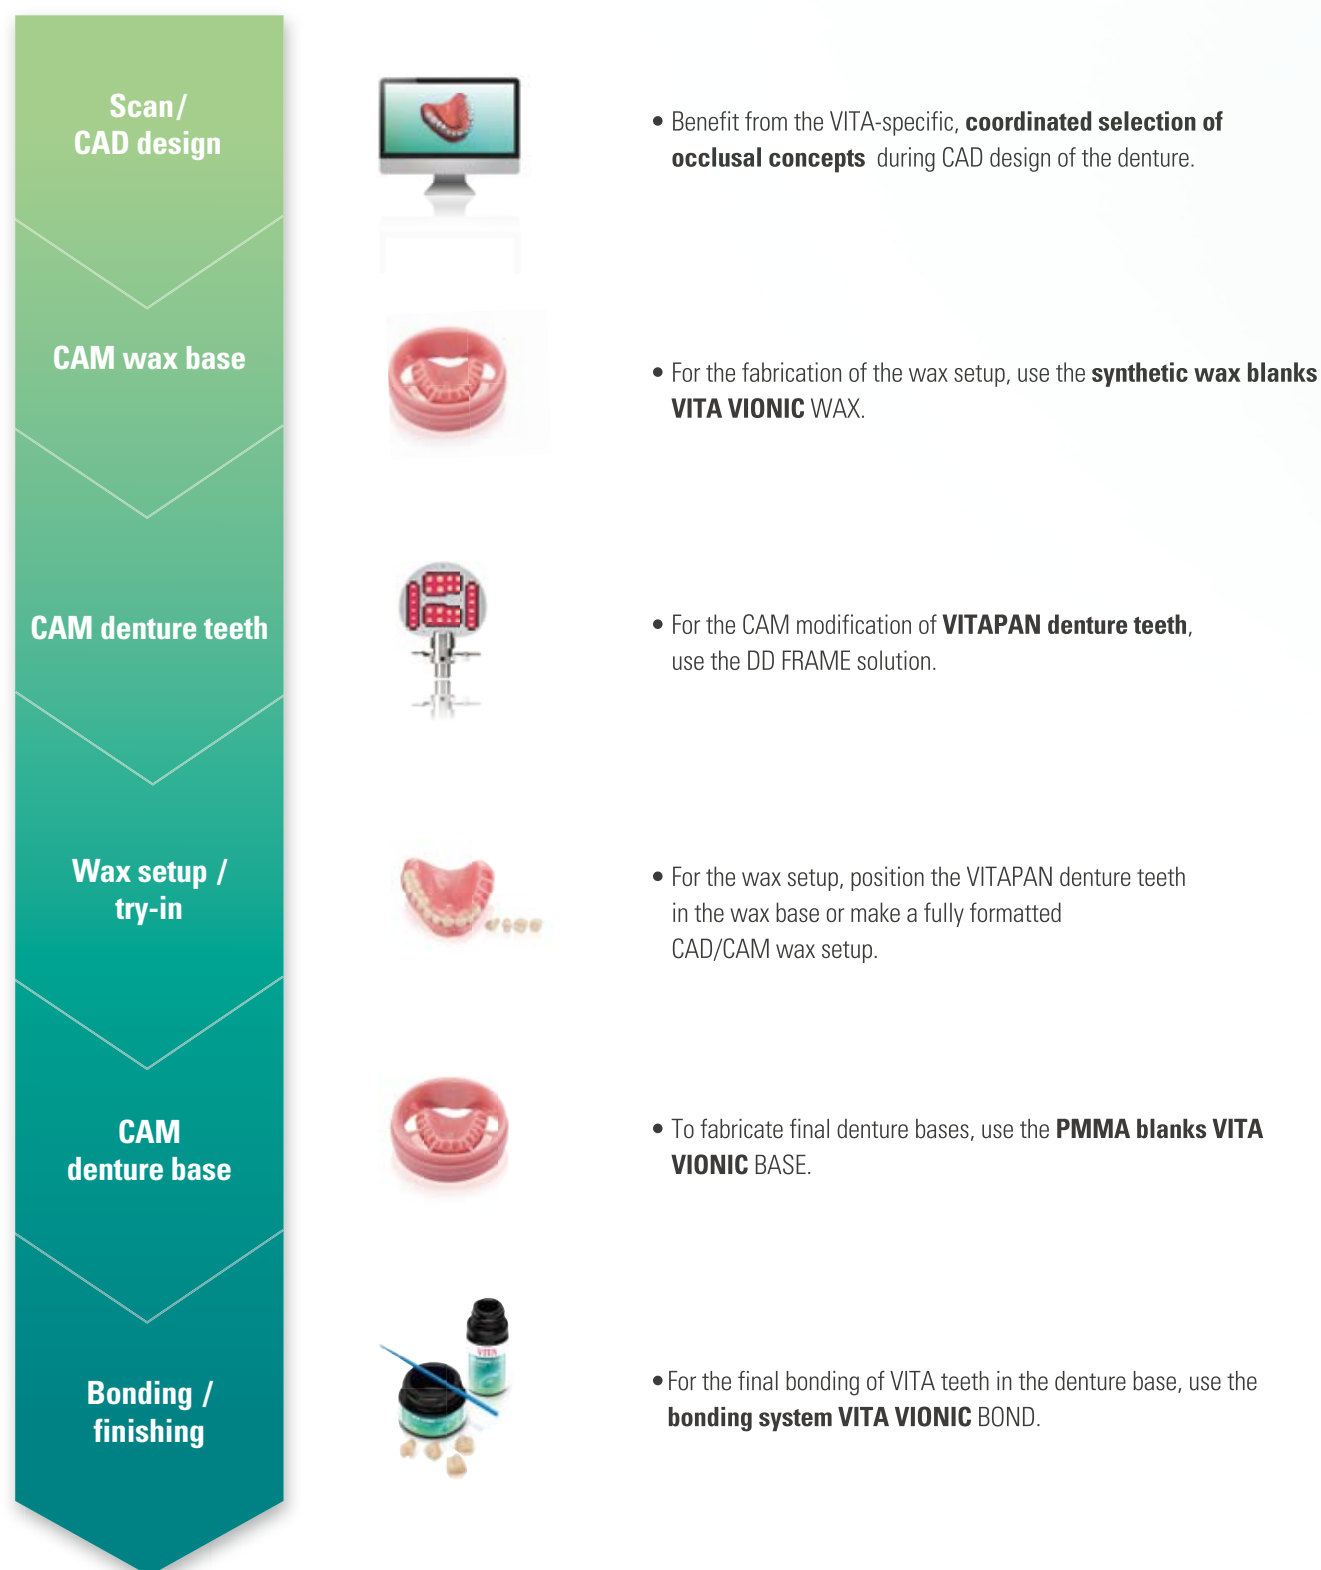 Scan/
CAD design
• Benefit from the VITA-specific, coordinated selection of
occlusal concepts during CAD design of the denture.
CAM wax base
• For the fabrication of the wax setup, use the synthetic wax blanks
VITA VIONIC WAX.
CAM denture teeth
• For the CAM modification of VITAPAN denture teeth,
use the DD FRAME solution.
Wax setup /
try-in
• For the wax setup, position the VITAPAN denture teeth
in the wax base or make a fully formatted
CAD/CAM wax setup.
CAM
denture base
• To fabricate final denture bases, use the PMMA blanks VITA
VIONIC BASE.
VITA
Bonding /
finishing
• For the final bonding of VITA teeth in the denture base, use the
bonding system VITA VIONIC BOND.